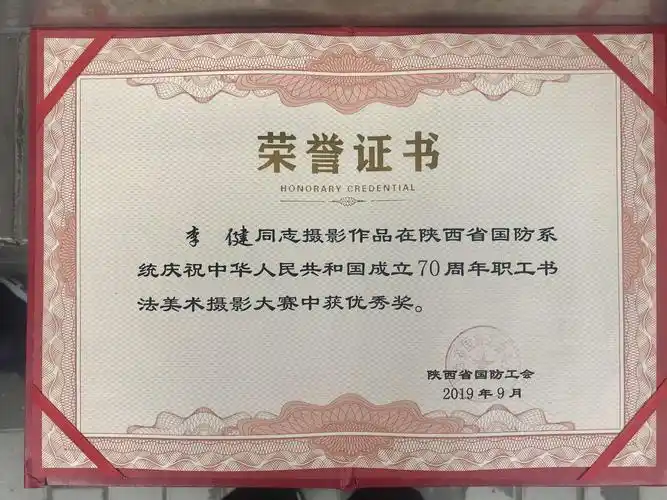 荣誉证书
HONORARY CREDENTIAL
李 健同志摄影作品在陕西省国防系
统庆祝中华人民共和国成立70周年职工书
法美术摄影大赛中获优秀奖。
陕西省国防工会
2019年9月